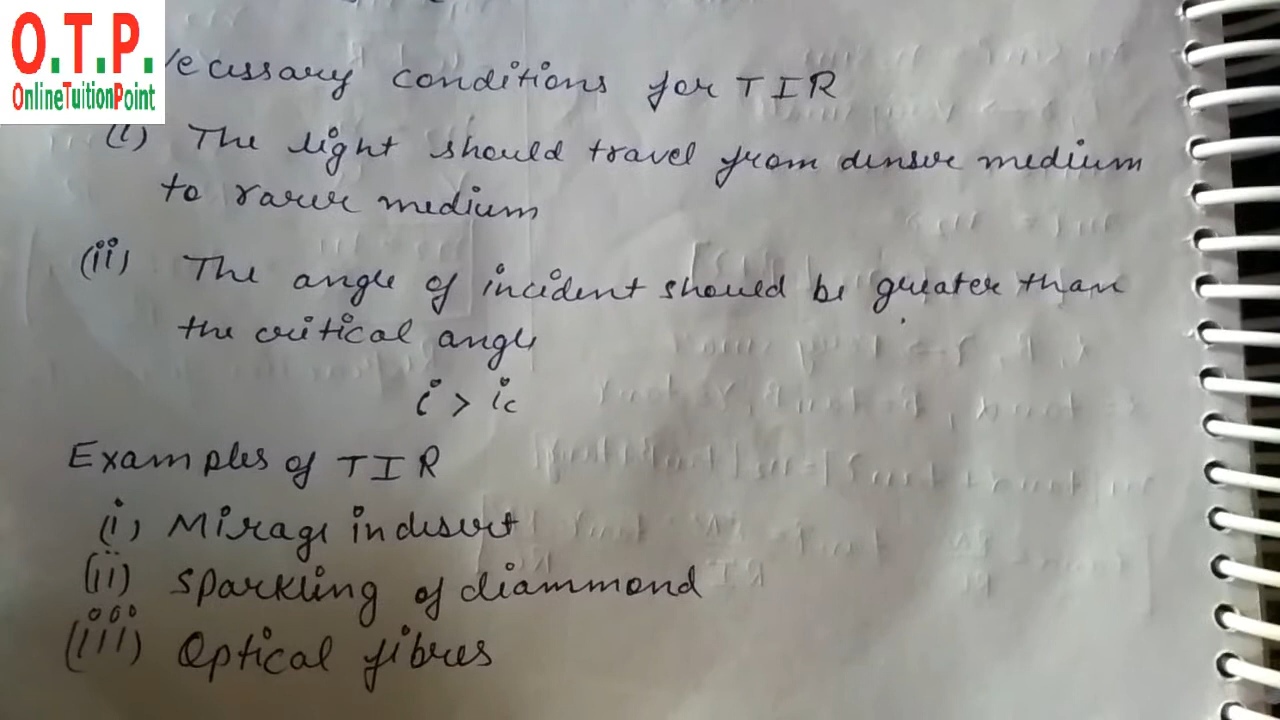 O.T.P.
OnlineTuitionPoint
ecessary conditions for TIR
(i) The light should travel from denser medium
to rarer medium
(ii) The angle of incident should be greater than
the critical angle
i > ic
Examples of TIR
(i) Mirage in desert
(ii) Sparkling of diammond
(iii) Optical fibres